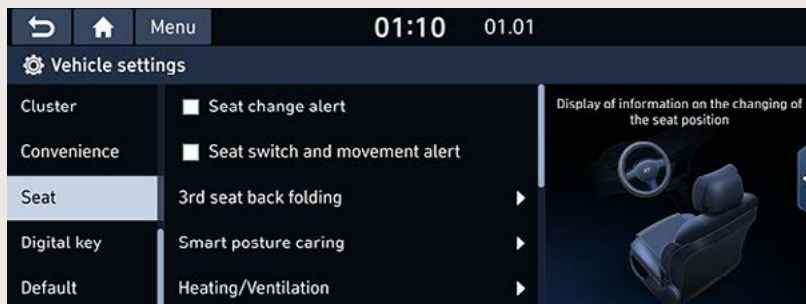 Menu
01:10 01.01
Vehicle settings
Cluster
Convenience
Seat
Digital key
Default
Seat change alert
Seat switch and movement alert
3rd seat back folding
Smart posture caring
Heating/Ventilation
Display of information on the changing of
the seat position